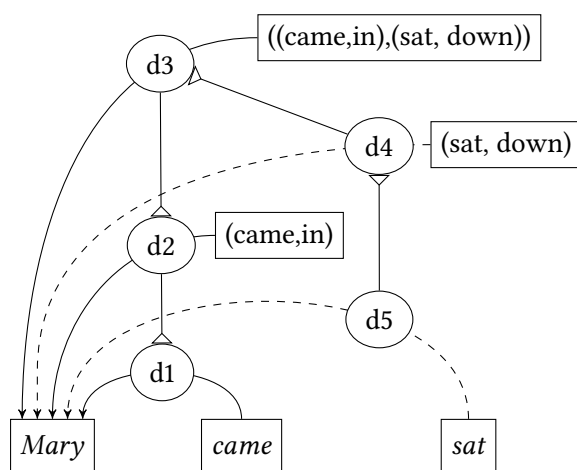 ((came,in),(sat, down))
d3
d4
(sat, down)
d2
(came,in)
d5
d1
Mary
came
sat